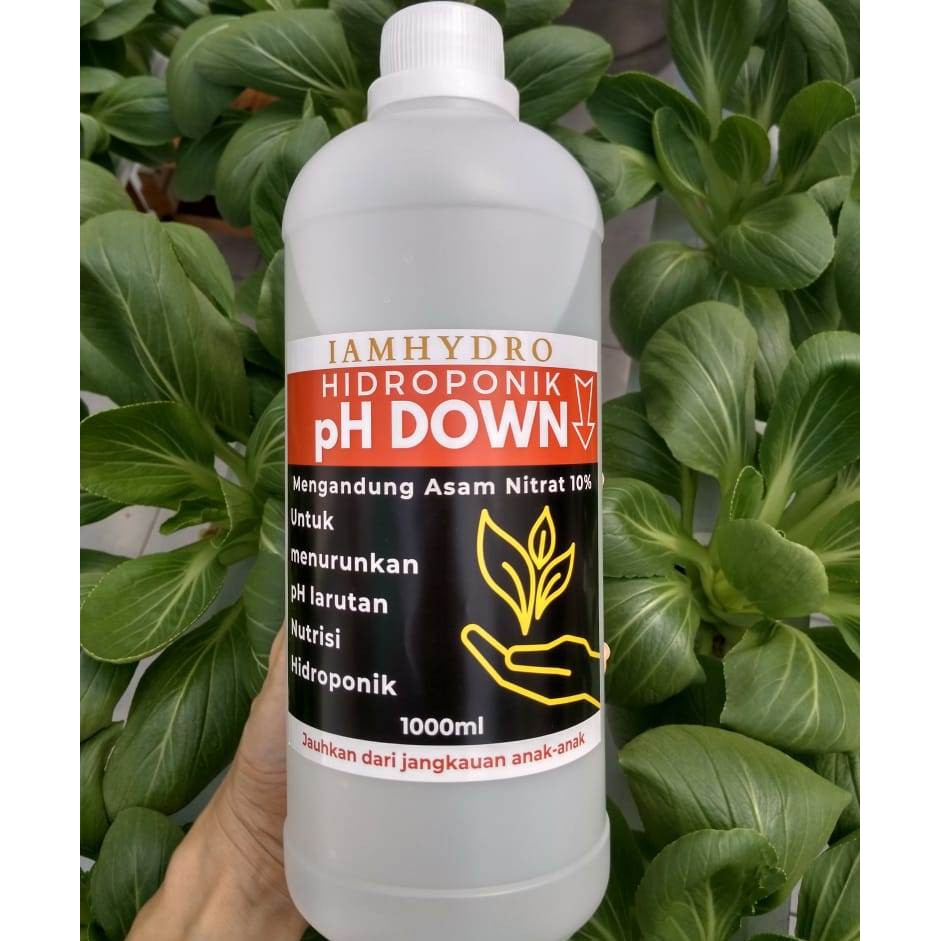 IAMHYDRO
HIDROPONIK
pH DOWN
Mengandung Asam Nitrat 10%
Untuk
menurunkan
pH larutan
Nutrisi
Hidroponik
1000ml
Jauhkan dari jangkauan anak-anak